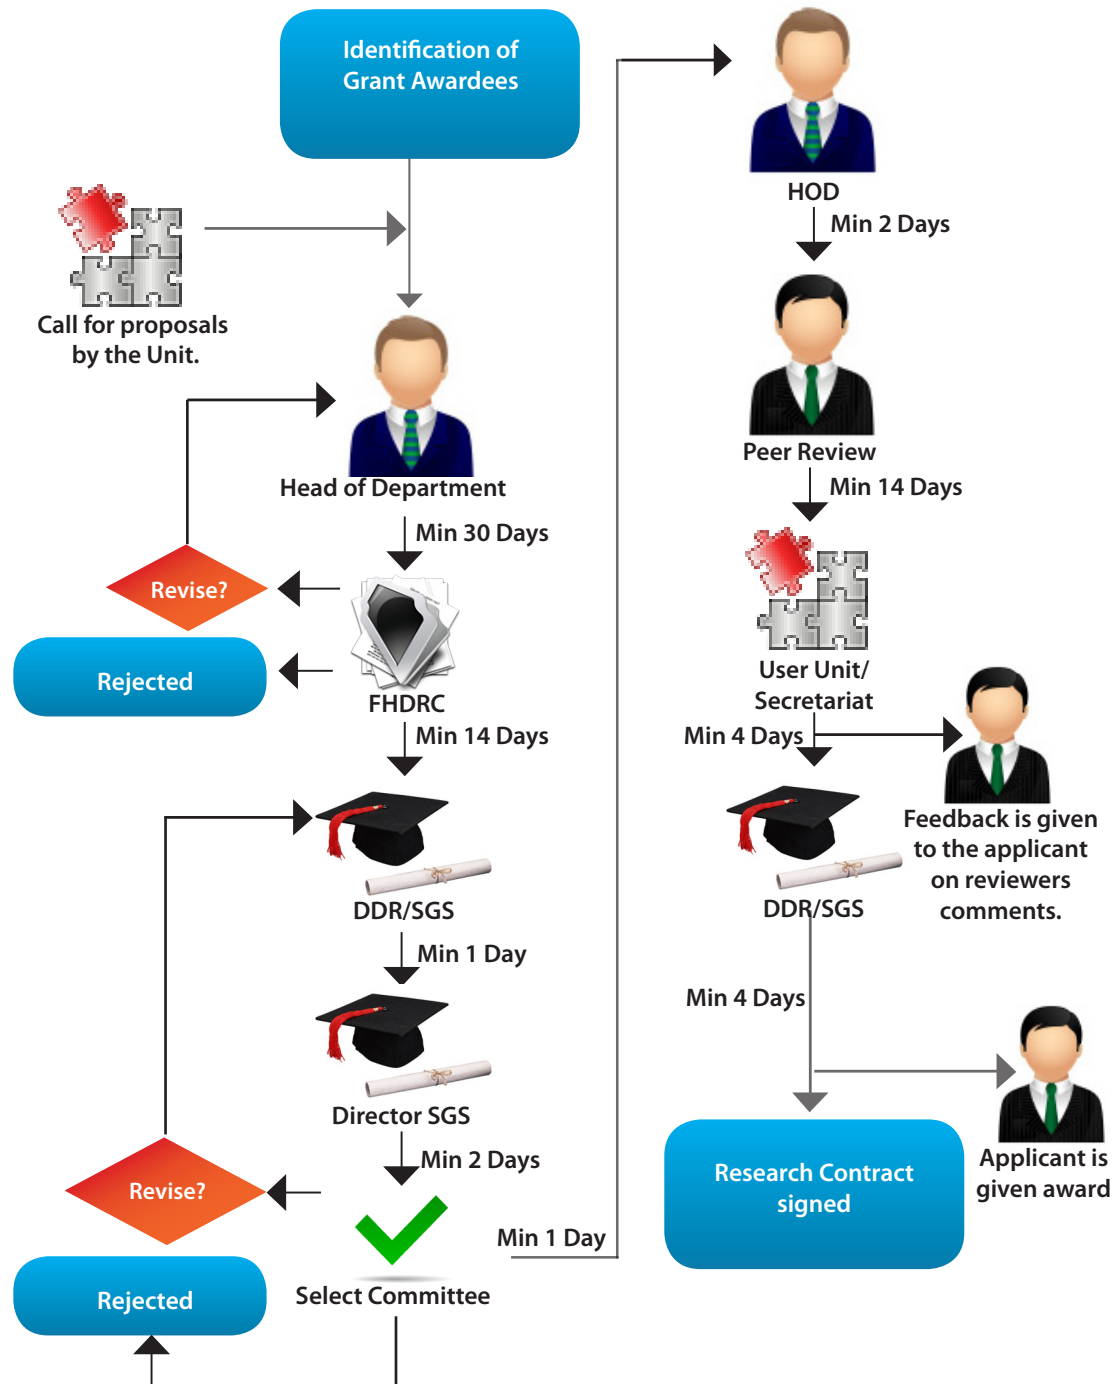 Identification of
Grant Awardees
Call for proposals
by the Unit.
Head of Department
Min 30 Days
Revise?
Rejected
FHDRC
Min 14 Days
DDR/SGS
Min 1 Day
Director SGS
Min 2 Days
Revise?
Rejected
Select Committee
Min 1 Day
HOD
Min 2 Days
Peer Review
Min 14 Days
User Unit/
Secretariat
Min 4 Days
Feedback is given
to the applicant
on reviewers
comments.
DDR/SGS
Min 4 Days
Applicant is
given award
Research Contract
signed